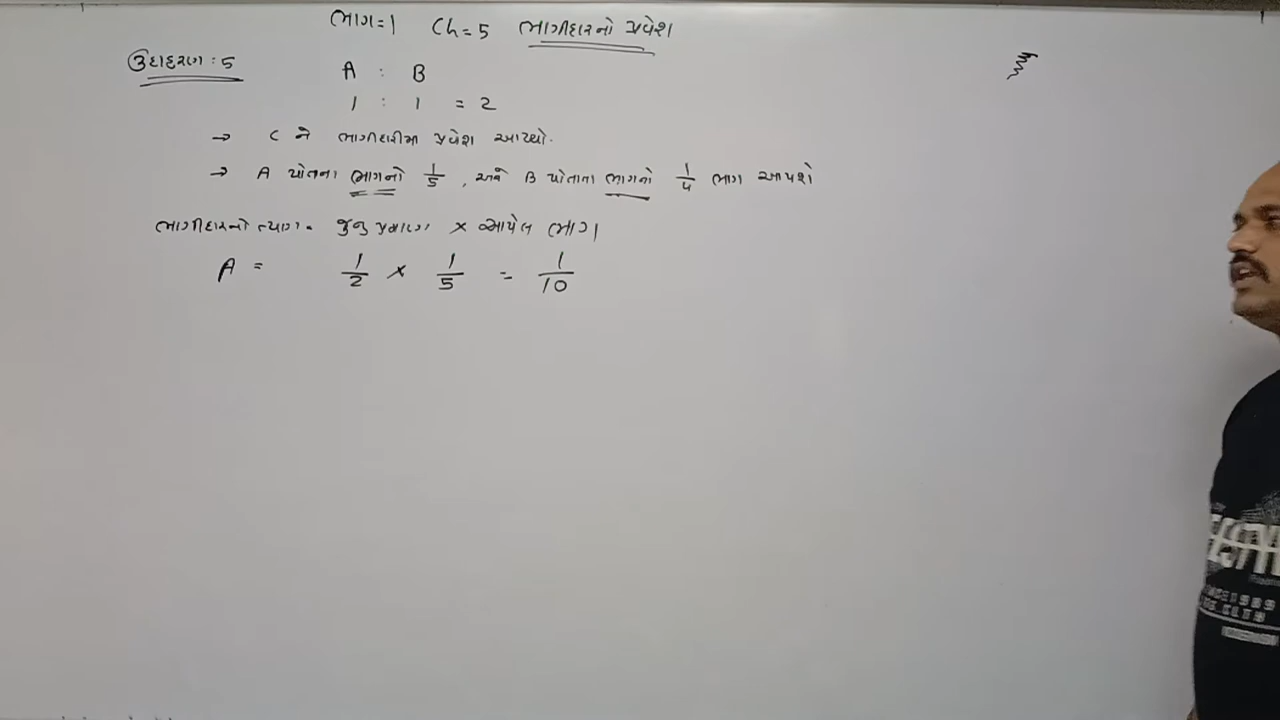 ભાગ=1 Ch=5 ભાગીદારનો પ્રવેશ
ઉદાહરણ : 5
A : B
1 : 1 = 2
→ C ને ભાગીદારીમાં પ્રવેશ આપ્યો.
→ A પોતાના ભાગનો 1/5 , અને B પોતાના ભાગનો 1/4 ભાગ આપશે
ભાગીદારનો ત્યાગ = જુનુ પ્રમાણ × આપેલ ભાગ
A = 1/2 × 1/5 = 1/10